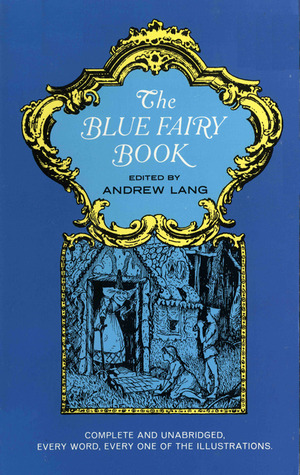 The
BLUE FAIRY
BOOK
EDITED BY
ANDREW LANG
COMPLETE AND UNABRIDGED,
EVERY WORD, EVERY ONE OF THE ILLUSTRATIONS.